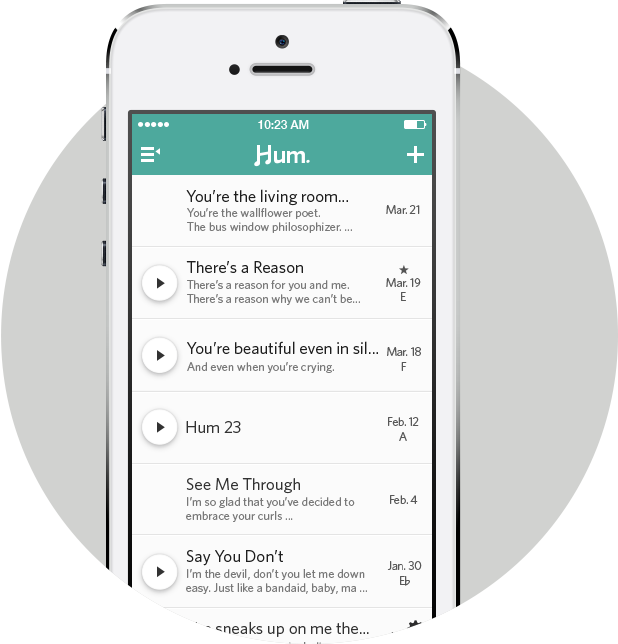 10:23 AM
Hum.
You're the living room...
You're the wallflower poet.
The bus window philosophizer. ...
Mar. 21
There's a Reason
There's a reason for you and me.
There's a reason why we can't be...
★
Mar. 19
E
You're beautiful even in sil...
And even when you're crying.
Mar. 18
F
Hum 23
Feb. 12
A
See Me Through
I'm so glad that you've decided to
embrace your curls ...
Feb. 4
Say You Don't
I'm the devil, don't you let me down
easy. Just like a bandaid, baby, ma ...
Jan. 30
E♭
sneaks up on me the...